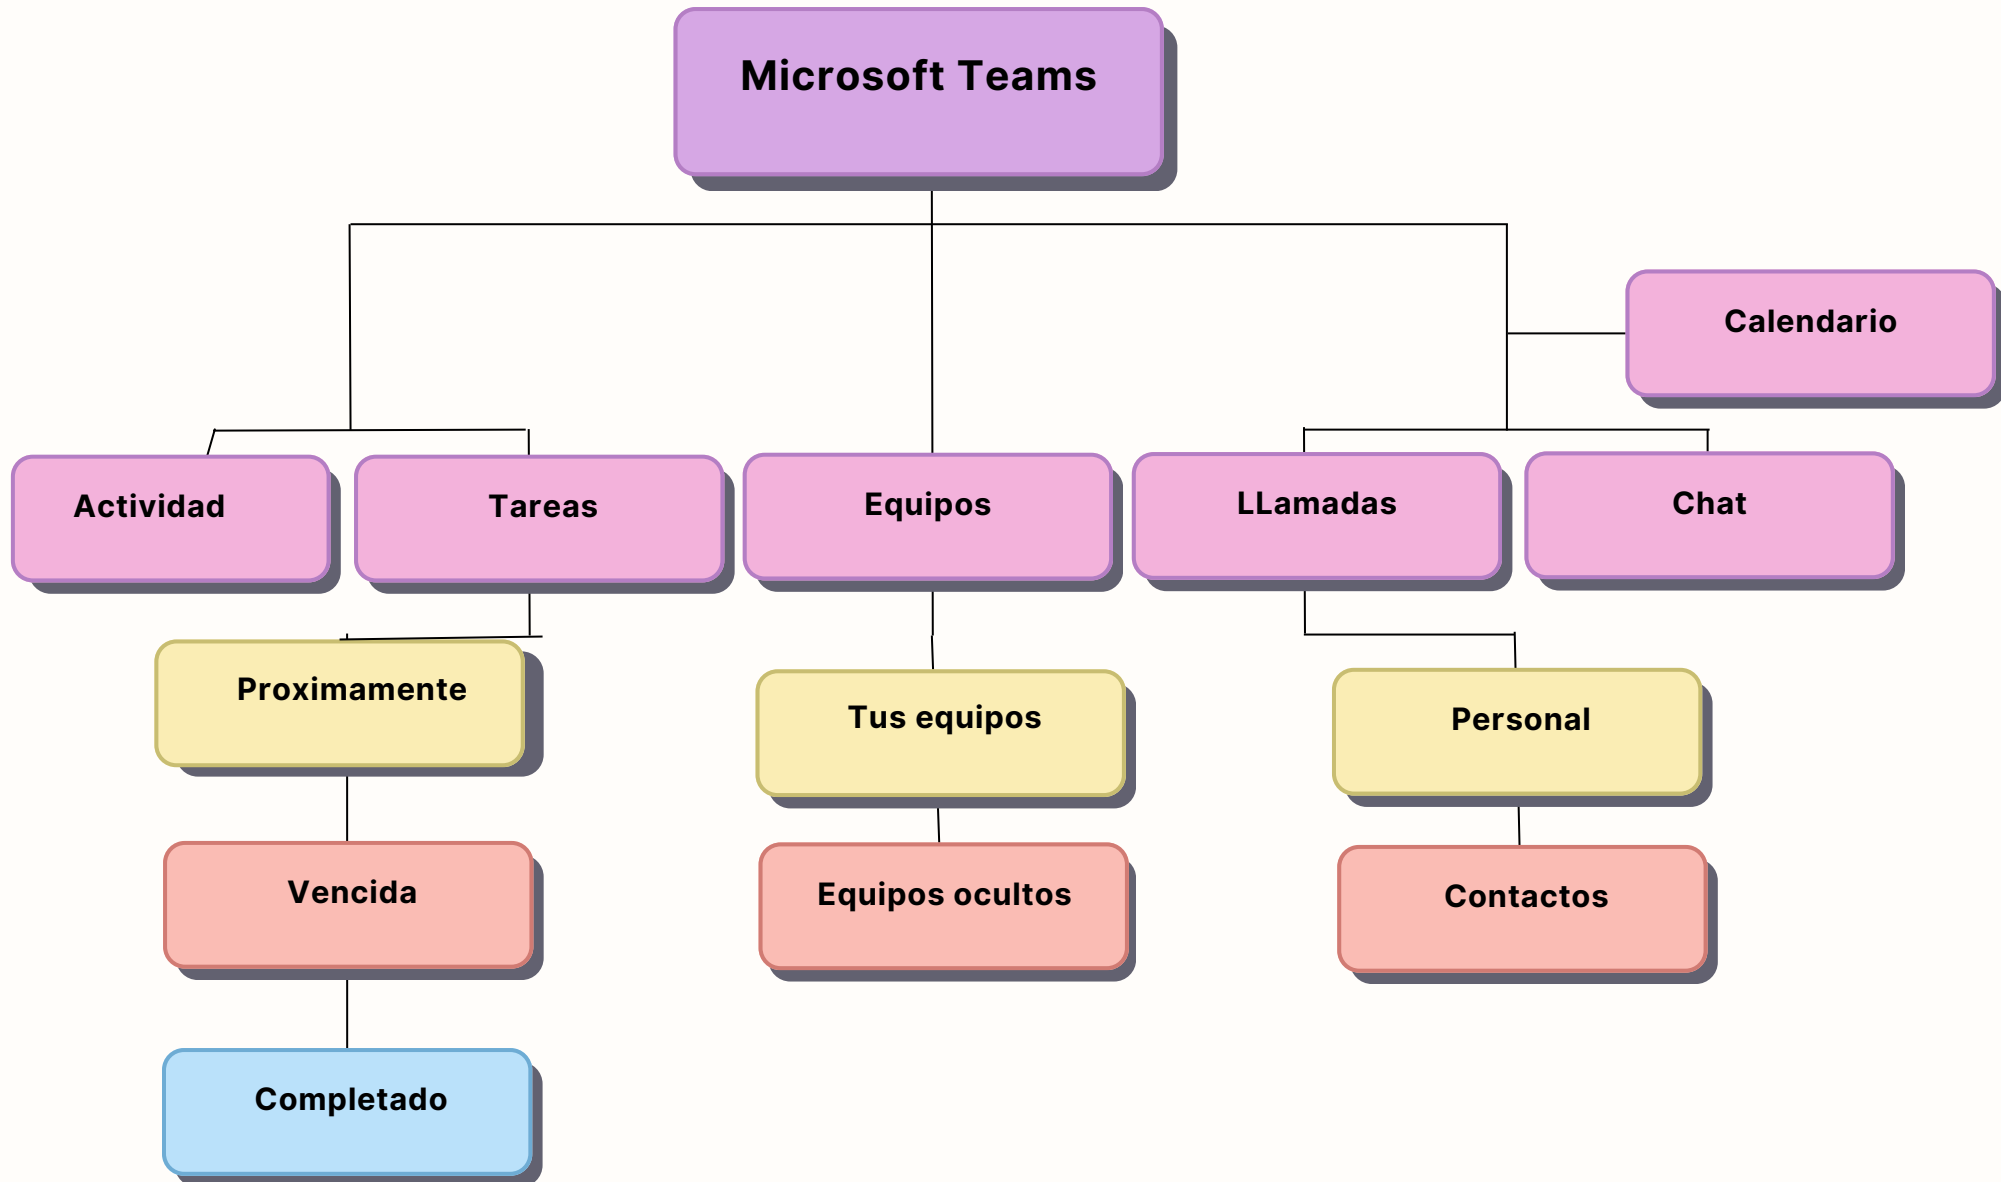 Microsoft Teams
Calendario
Actividad
Tareas
Equipos
LLamadas
Chat
Proximamente
Tus equipos
Personal
Vencida
Equipos ocultos
Contactos
Completado